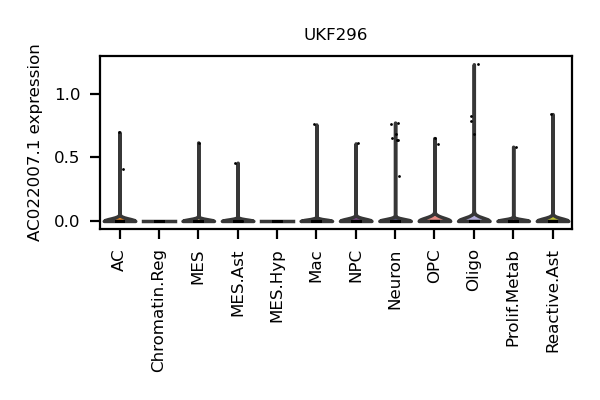 UKF296
AC022007.1 expression
1.0
0.5
0.0
AC
Chromatin.Reg
MES
MES.Ast
MES.Hyp
Mac
NPC
Neuron
OPC
Oligo
Prolif.Metab
Reactive.Ast